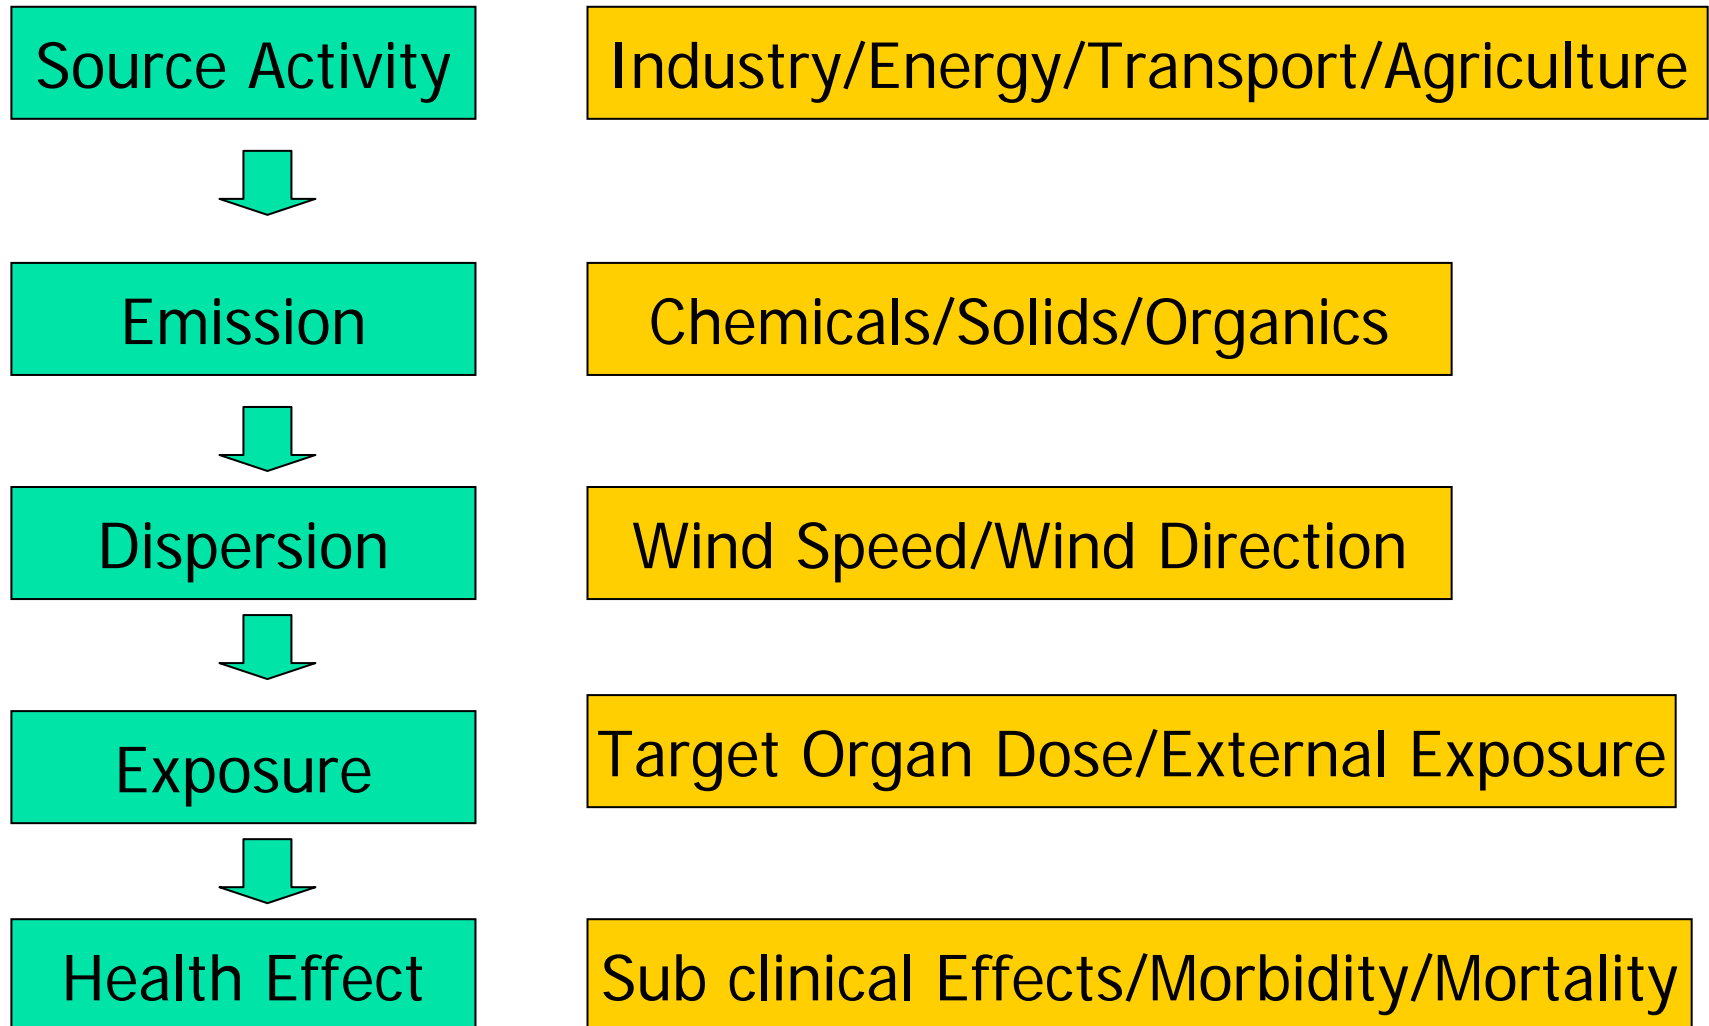 Source Activity
Industry/Energy/Transport/Agriculture
Emission
Chemicals/Solids/Organics
Dispersion
Wind Speed/Wind Direction
Exposure
Target Organ Dose/External Exposure
Health Effect
Sub clinical Effects/Morbidity/Mortality